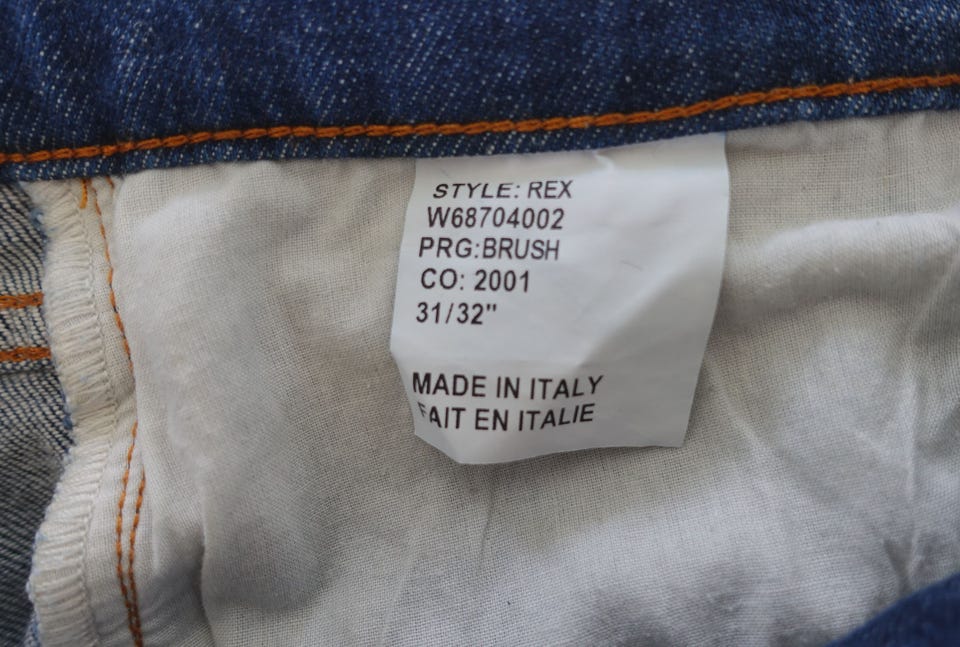 STYLE: REX
W68704002
PRG:BRUSH
CO: 2001
31/32"
MADE IN ITALY
FAIT EN ITALIE